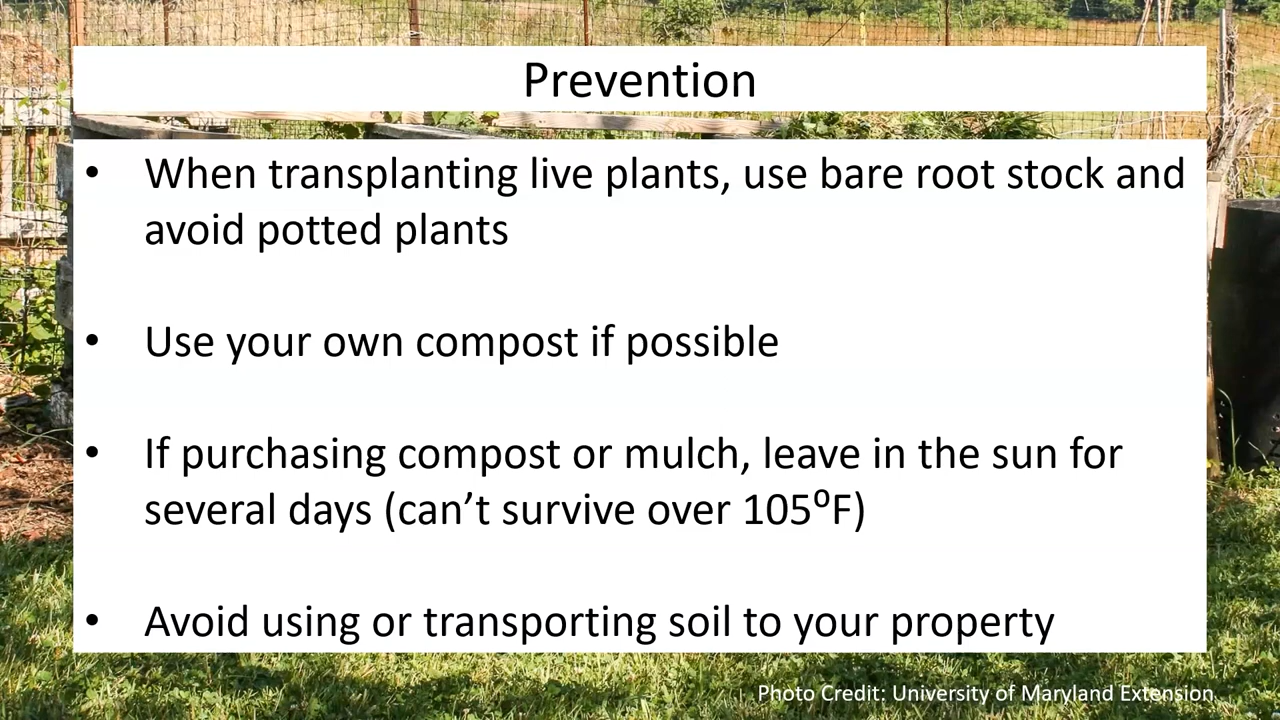 Prevention
• When transplanting live plants, use bare root stock and
avoid potted plants
• Use your own compost if possible
• If purchasing compost or mulch, leave in the sun for
several days (can’t survive over 105⁰F)
• Avoid using or transporting soil to your property
Photo Credit: University of Maryland Extension